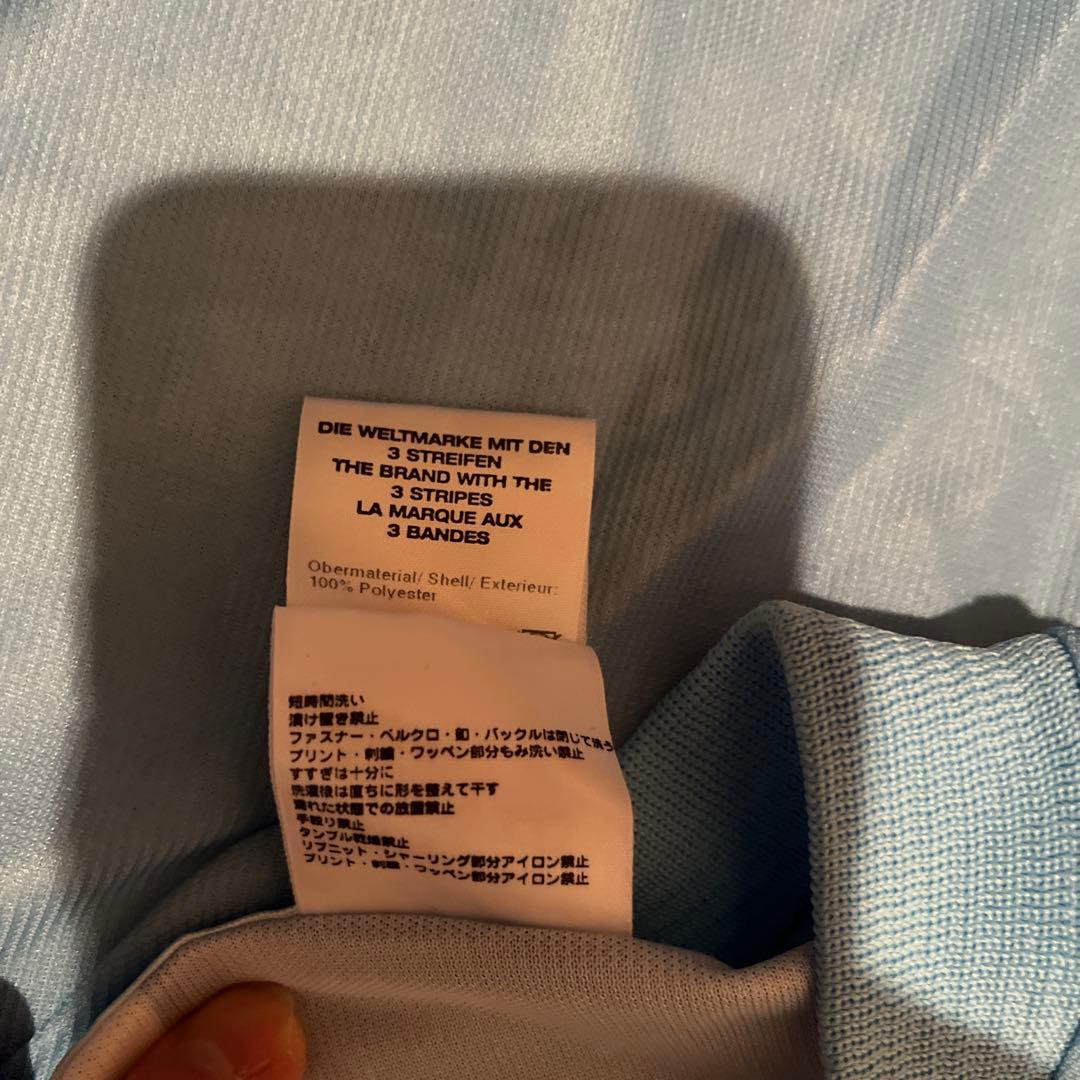 DIE WELTMARKE MIT DEN
3 STREIFEN
THE BRAND WITH THE
3 STRIPES
LA MARQUE AUX
3 BANDES
Obermaterial/ Shell/ Exterieur:
100% Polyester
短時間洗い
漬け置き禁止
ファスナー・ベルクロ・釦・バックルは閉じて洗う
プリント・刺繍・ワッペン部分もみ洗い禁止
すすぎは十分に
洗濯後は直ちに形を整えて干す
濡れた状態での放置禁止
手絞り禁止
タンブル乾燥禁止
リブニット・シャーリング部分アイロン禁止
プリント・刺繍・ワッペン部分アイロン禁止